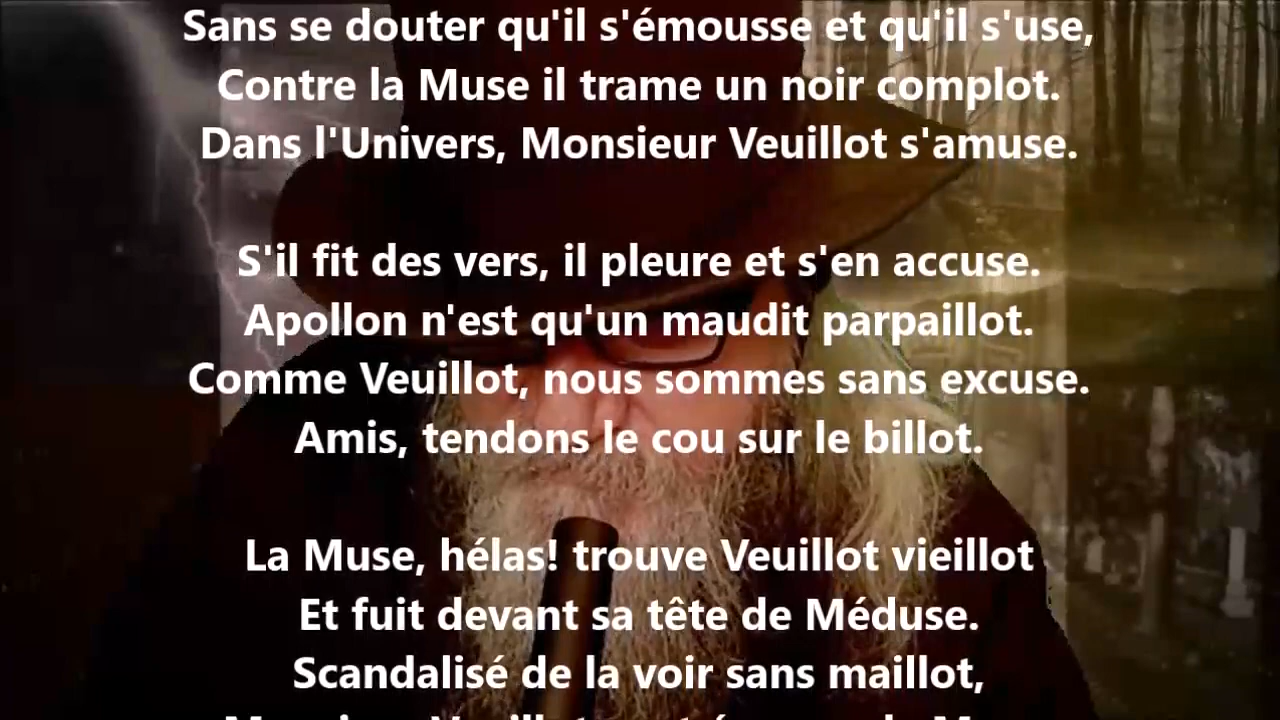 Sans se douter qu'il s'émousse et qu'il s'use,
Contre la Muse il trame un noir complot.
Dans l'Univers, Monsieur Veuillot s'amuse.
S'il fit des vers, il pleure et s'en accuse.
Apollon n'est qu'un maudit parpaillot.
Comme Veuillot, nous sommes sans excuse.
Amis, tendons le cou sur le billot.
La Muse, hélas! trouve Veuillot vieillot
Et fuit devant sa tête de Méduse.
Scandalisé de la voir sans maillot,